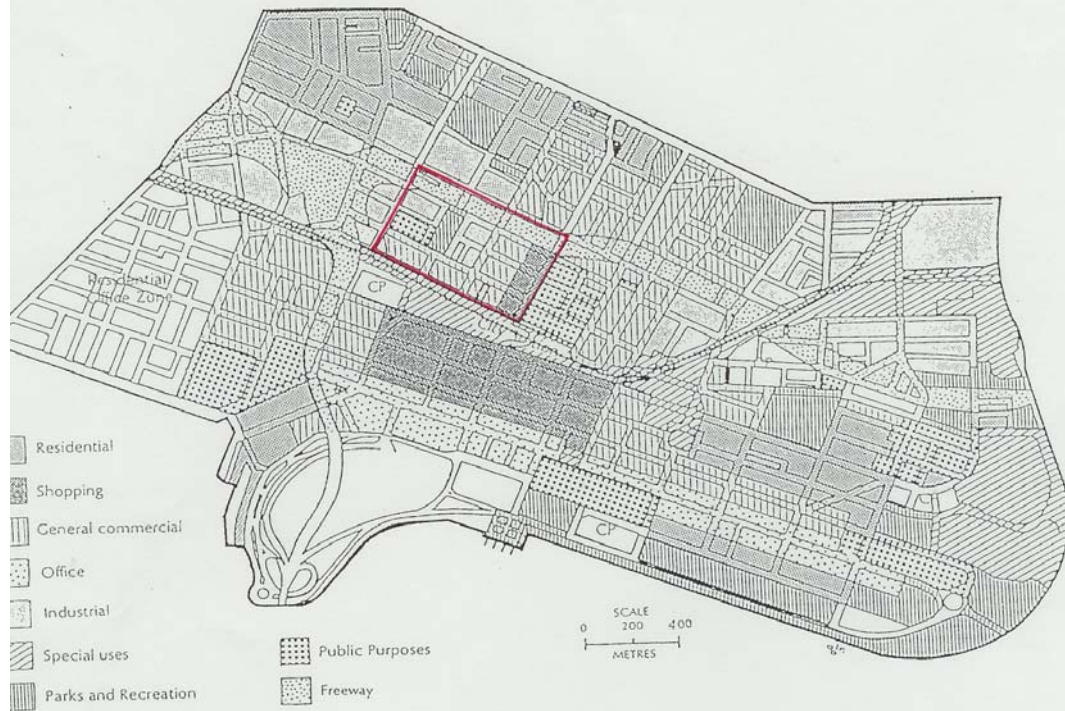 Residential
Office Zone
CP
CP
Residential
Shopping
General commercial
Office
Industrial
Special uses
Parks and Recreation
Public Purposes
Freeway
SCALE
0 200 400
METRES